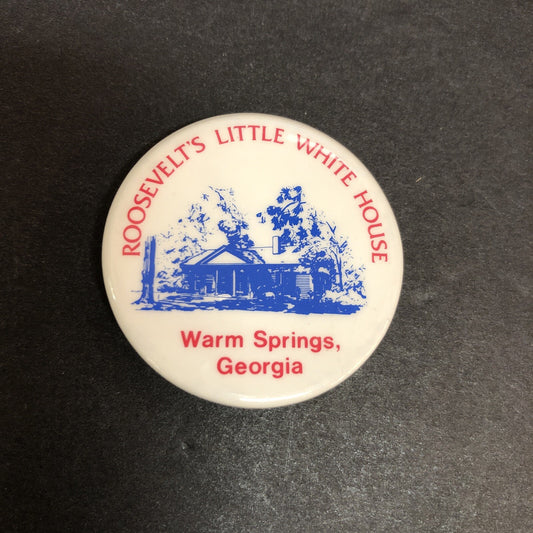 ROOSEVELT'S LITTLE WHITE HOUSE
Warm Springs,
Georgia